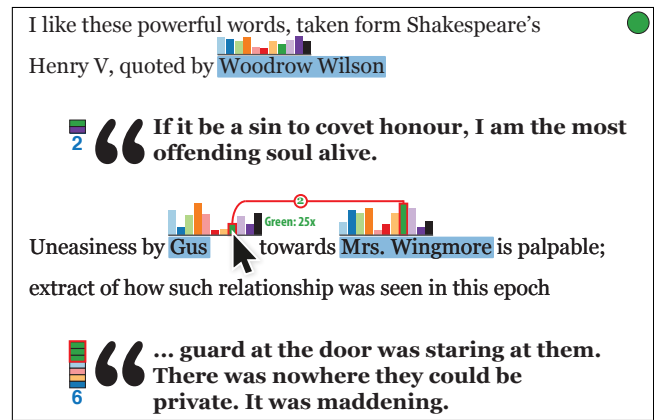 I like these powerful words, taken form Shakespeare's
Henry V, quoted by Woodrow Wilson
2
“ If it be a sin to covet honour, I am the most
offending soul alive.
2
Green: 25x
Uneasiness by Gus towards Mrs. Wingmore is palpable;
extract of how such relationship was seen in this epoch
6
“ ... guard at the door was staring at them.
There was nowhere they could be
private. It was maddening.